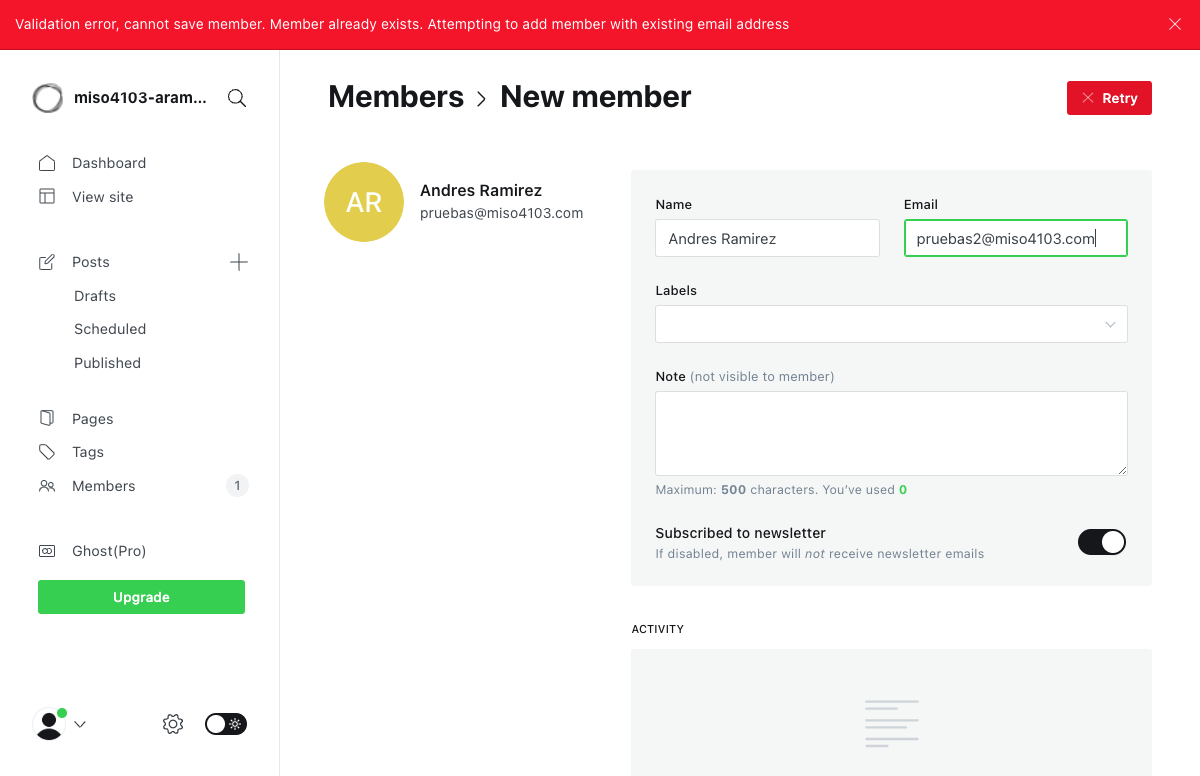 Validation error, cannot save member. Member already exists. Attempting to add member with existing email address
miso4103-aram...
Dashboard
View site
Posts
Drafts
Scheduled
Published
Pages
Tags
Members 1
Ghost(Pro)
Upgrade
Members > New member
Retry
AR
Andres Ramirez
pruebas@miso4103.com
Name
Andres Ramirez
Email
pruebas2@miso4103.com
Labels
Note (not visible to member)
Maximum: 500 characters. You’ve used 0
Subscribed to newsletter
If disabled, member will not receive newsletter emails
ACTIVITY